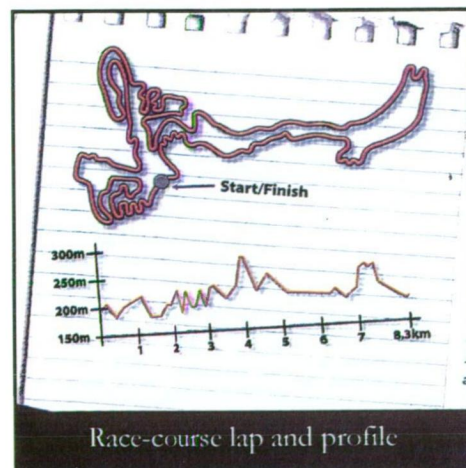 Start/Finish
300m
250m
200m
150m
1 2 3 4 5 6 7 8,3km
Race-course lap and profile